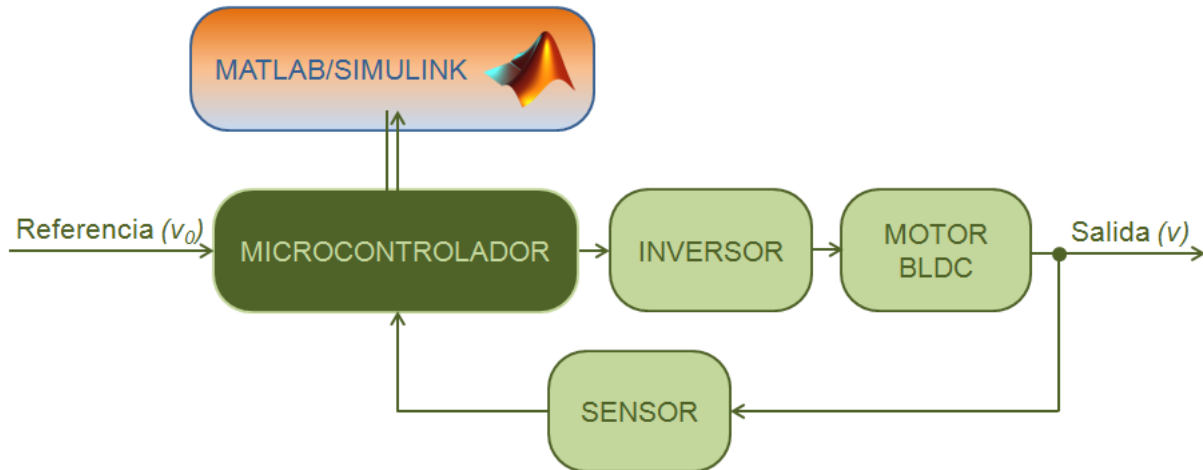 MATLAB/SIMULINK
Referencia (v₀)
MICROCONTROLADOR
INVERSOR
MOTOR
BLDC
Salida (v)
SENSOR